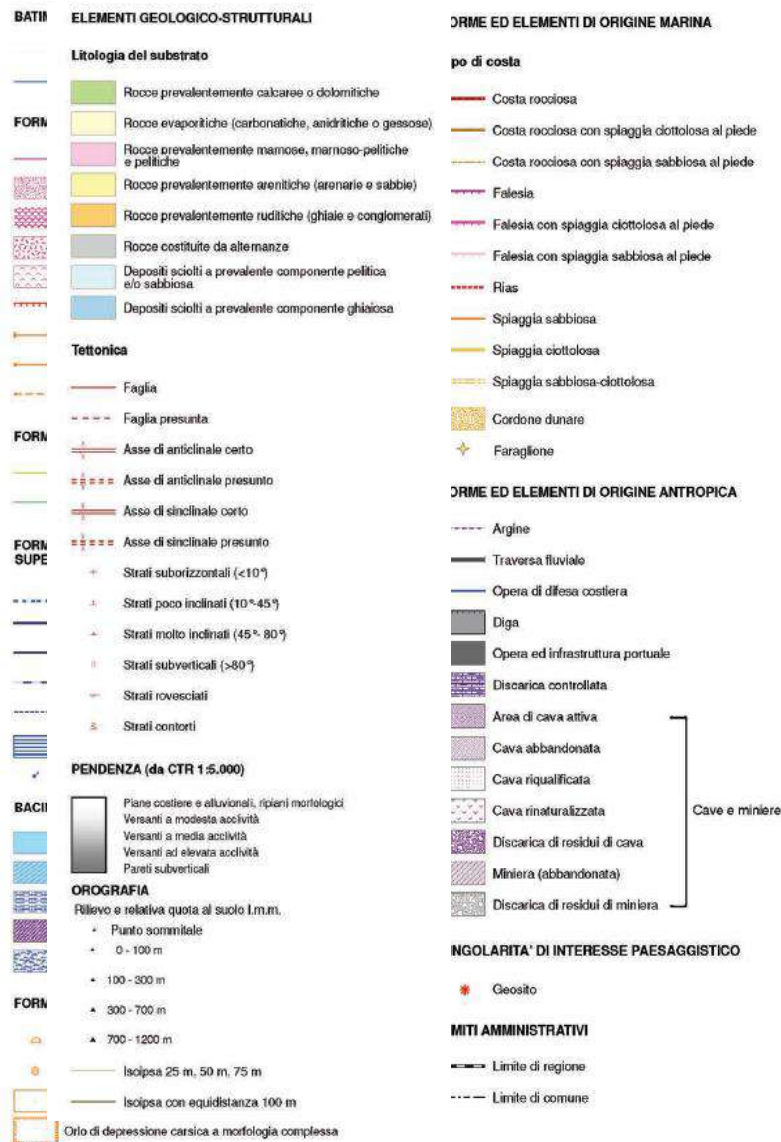 BATIM
FORM
FORM
FORM
SUPE
BACI
FORM
ELEMENTI GEOLOGICO-STRUTTURALI
Litologia del substrato
Rocce prevalentemente calcaree o dolomitiche
Rocce evaporitiche (carbonatiche, anidritiche o gessose)
Rocce prevalentemente marnose, marnoso-pelitiche
e pelitiche
Rocce prevalentemente arenitiche (arenarie e sabbie)
Rocce prevalentemente ruditiche (ghiaie e conglomerati)
Rocce costituite da alternanze
Depositi sciolti a prevalente componente pelitica
e/o sabbiosa
Depositi sciolti a prevalente componente ghiaiosa
Tettonica
Faglia
Faglia presunta
Asse di anticlinale certo
Asse di anticlinale presunto
Asse di sinclinale certo
Asse di sinclinale presunto
Strati suborizzontali (<10°)
Strati poco inclinati (10°-45°)
Strati molto inclinati (45°- 80°)
Strati subverticali (>80°)
Strati rovesciati
Strati contorti
PENDENZA (da CTR 1:5.000)
Piane costiere e alluvionali, ripiani morfologici
Versanti a modesta acclività
Versanti a media acclività
Versanti ad elevata acclività
Pareti subverticali
OROGRAFIA
Rilievo e relativa quota al suolo l.m.m.
Punto sommitale
0 - 100 m
100 - 300 m
300 - 700 m
700 - 1200 m
Isoipsa 25 m, 50 m, 75 m
Isoipsa con equidistanza 100 m
Orlo di depressione carsica a morfologia complessa
ORME ED ELEMENTI DI ORIGINE MARINA
po di costa
Costa rocciosa
Costa rocciosa con spiaggia ciottolosa al piede
Costa rocciosa con spiaggia sabbiosa al piede
Falesia
Falesia con spiaggia ciottolosa al piede
Falesia con spiaggia sabbiosa al piede
Rias
Spiaggia sabbiosa
Spiaggia ciottolosa
Spiaggia sabbiosa-ciottolosa
Cordone dunare
Faraglione
ORME ED ELEMENTI DI ORIGINE ANTROPICA
Argine
Traversa fluviale
Opera di difesa costiera
Diga
Opera ed infrastruttura portuale
Discarica controllata
Area di cava attiva
Cava abbandonata
Cava riqualificata
Cava rinaturalizzata
Discarica di residui di cava
Miniera (abbandonata)
Discarica di residui di miniera
Cave e miniere
NGOLARITA' DI INTERESSE PAESAGGISTICO
Geosito
MITI AMMINISTRATIVI
Limite di regione
Limite di comune